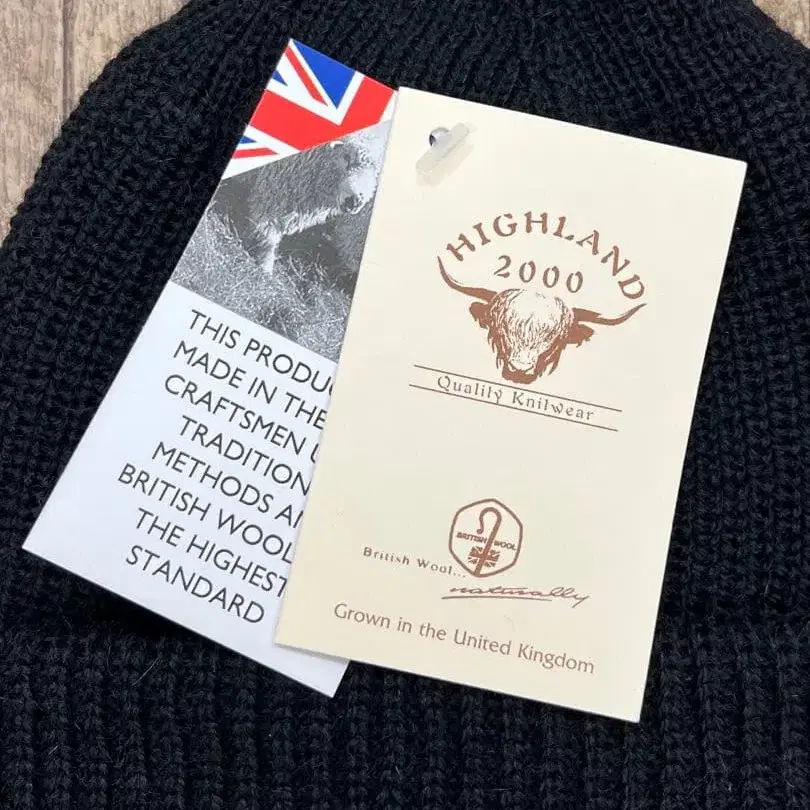 THIS PRODUC
MADE IN THE
CRAFTSMEN U
TRADITION
METHODS AN
BRITISH WOOL
THE HIGHEST
STANDARD
HIGHLAND
2000
Quality Knitwear
BRITISH WOOL
British Wool...
naturally
Grown in the United Kingdom